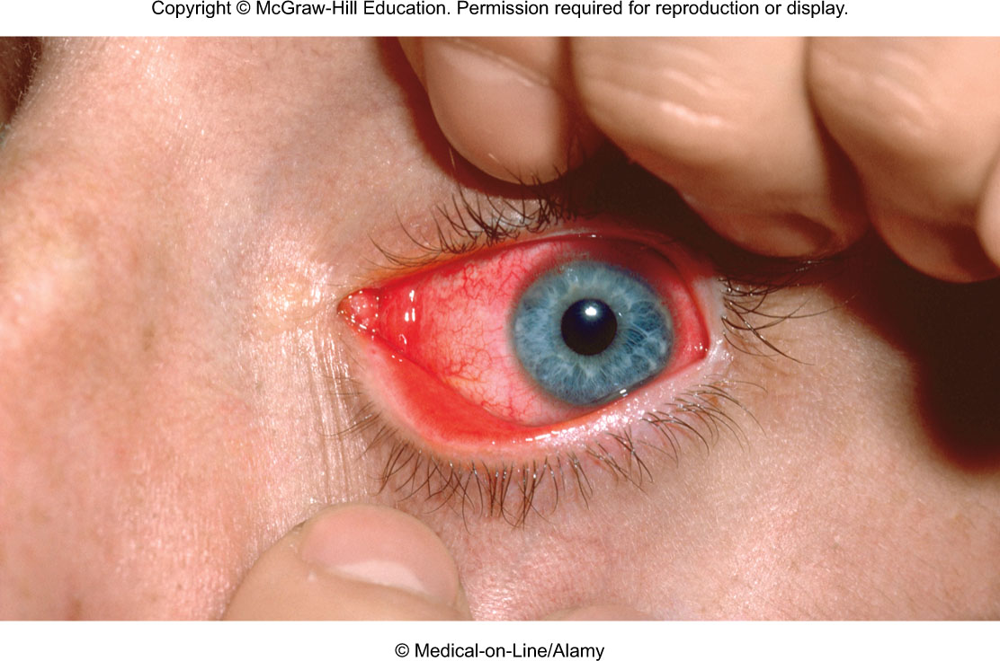 Copyright © McGraw-Hill Education. Permission required for reproduction or display.
© Medical-on-Line/Alamy